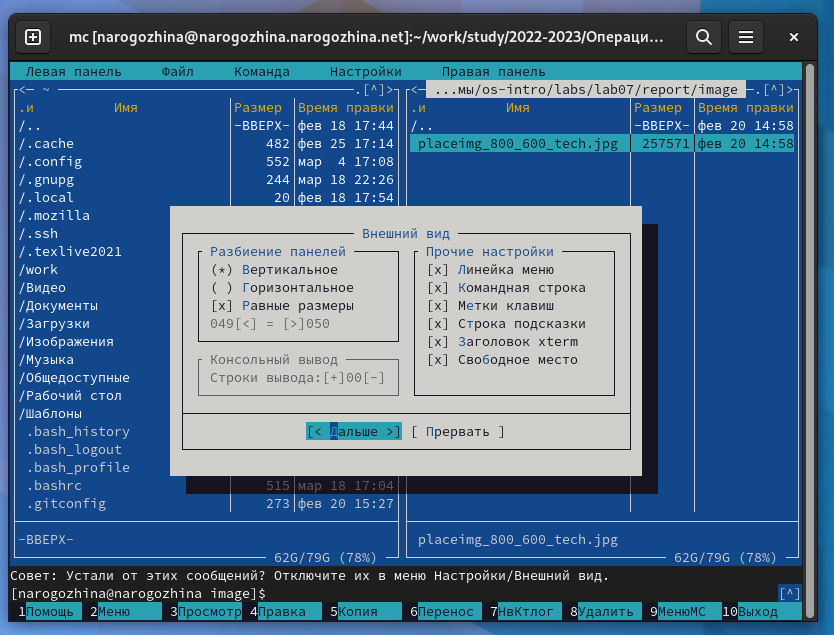 mc [narogozhina@narogozhina.narogozhina.net]:~/work/study/2022-2023/Операци...
Левая панель Файл Команда Настройки Правая панель
<─ ~ .[^]>
.и Имя Размер Время правки
/.. -ВВЕРХ- фев 18 17:44
/.cache 482 фев 25 17:14
/.config 552 мар 4 17:08
/.gnupg 244 мар 18 22:26
/.local 20 фев 18 17:54
/.mozilla
/.ssh
/.texlive2021
/work
/Видео
/Документы
/Загрузки
/Изображения
/Музыка
/Общедоступные
/Рабочий стол
/Шаблоны
.bash_history
.bash_logout
.bash_profile
.bashrc 515 мар 18 17:04
.gitconfig 273 фев 20 15:27
-ВВЕРХ-
62G/79G (78%)
<─ ...мы/os-intro/labs/lab07/report/image .[^]>
.и Имя Размер Время правки
/.. -ВВЕРХ- фев 20 14:58
placeimg_800_600_tech.jpg 257571 фев 20 14:58
placeimg_800_600_tech.jpg
62G/79G (78%)
Внешний вид
Разбиение панелей
(*) Вертикальное
( ) Горизонтальное
[x] Равные размеры
049[<] = [>]050
Консольный вывод
Строки вывода:[+]00[-]
Прочие настройки
[x] Линейка меню
[x] Командная строка
[x] Метки клавиш
[x] Строка подсказки
[x] Заголовок xterm
[x] Свободное место
[< Дальше >] [ Прервать ]
Совет: Устали от этих сообщений? Отключите их в меню Настройки/Внешний вид.
[narogozhina@narogozhina image]$ [^]
1Помощь 2Меню 3Просмотр 4Правка 5Копия 6Перенос 7НвКтлог 8Удалить 9МенюMC 10Выход